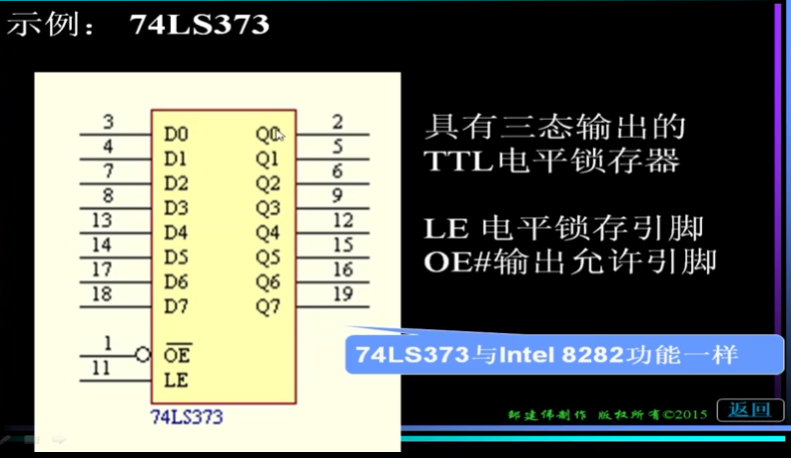 示例： 74LS373
3 D0 Q0 2
4 D1 Q1 5
7 D2 Q2 6
8 D3 Q3 9
13 D4 Q4 12
14 D5 Q5 15
17 D6 Q6 16
18 D7 Q7 19
1 OE
11 LE
74LS373
具有三态输出的
TTL电平锁存器
LE 电平锁存引脚
OE#输出允许引脚
74LS373与Intel 8282功能一样
邹建伟制作 版权所有©2015
返回